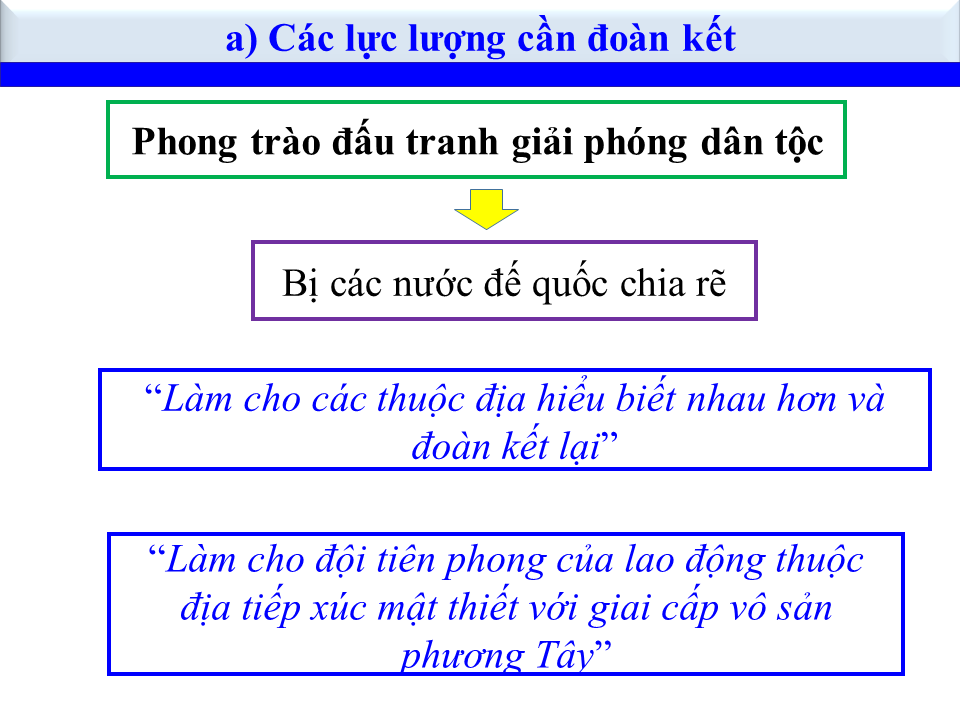 a) Các lực lượng cần đoàn kết
Phong trào đấu tranh giải phóng dân tộc
Bị các nước đế quốc chia rẽ
“Làm cho các thuộc địa hiểu biết nhau hơn và
đoàn kết lại”
“Làm cho đội tiên phong của lao động thuộc
địa tiếp xúc mật thiết với giai cấp vô sản
phương Tây”